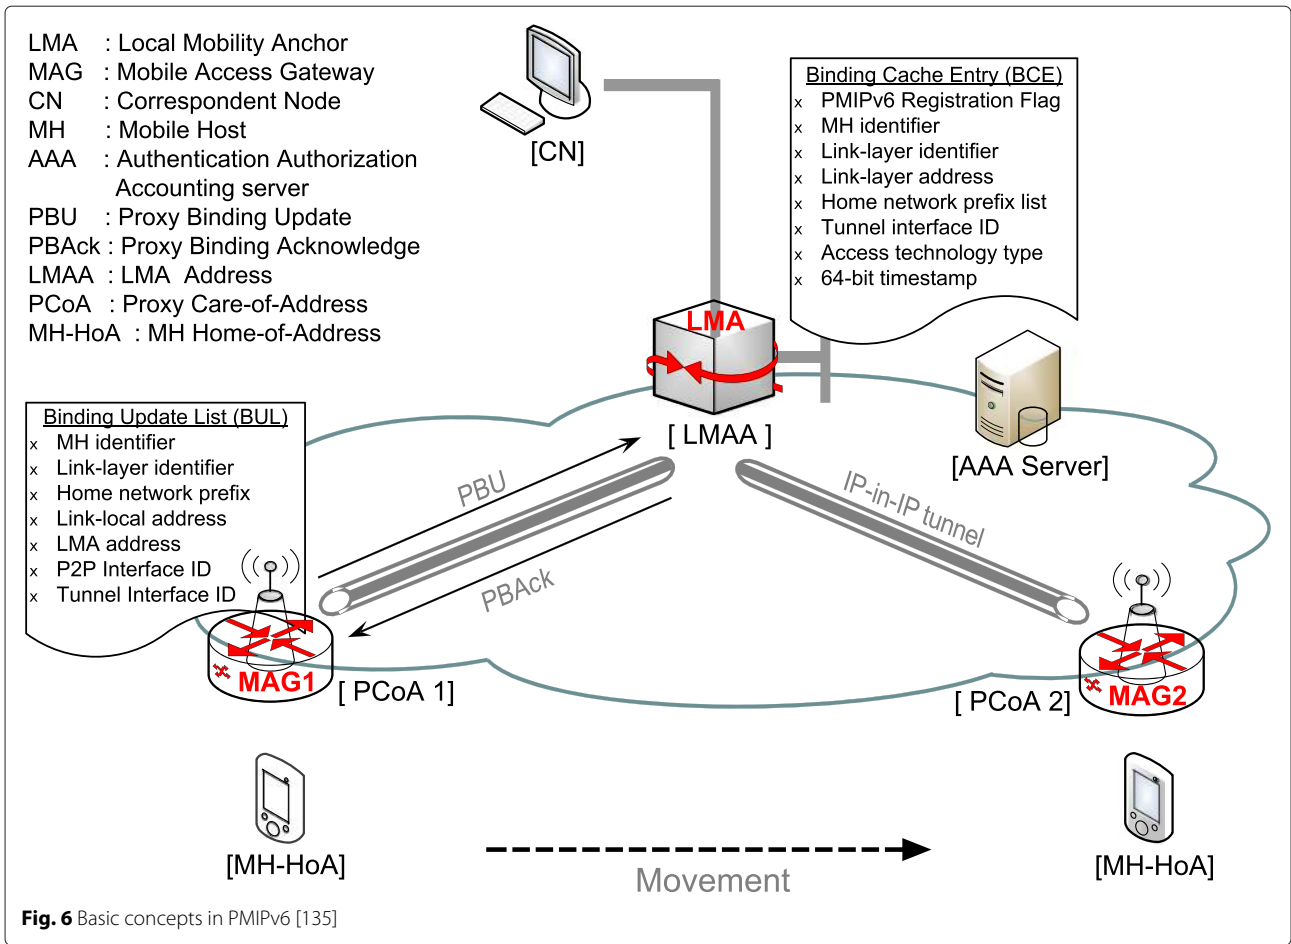 LMA : Local Mobility Anchor
MAG : Mobile Access Gateway
CN : Correspondent Node
MH : Mobile Host
AAA : Authentication Authorization
Accounting server
PBU : Proxy Binding Update
PBAck : Proxy Binding Acknowledge
LMAA : LMA Address
PCoA : Proxy Care-of-Address
MH-HoA : MH Home-of-Address
[CN]
Binding Cache Entry (BCE)
x PMIPv6 Registration Flag
x MH identifier
x Link-layer identifier
x Link-layer address
x Home network prefix list
x Tunnel interface ID
x Access technology type
x 64-bit timestamp
LMA
[ LMAA ]
[AAA Server]
Binding Update List (BUL)
x MH identifier
x Link-layer identifier
x Home network prefix
x Link-local address
x LMA address
x P2P Interface ID
x Tunnel Interface ID
PBU
PBAck
IP-in-IP tunnel
MAG1
[ PCoA 1]
[ PCoA 2]
MAG2
[MH-HoA]
[MH-HoA]
Movement
Fig. 6 Basic concepts in PMIPv6 [135]